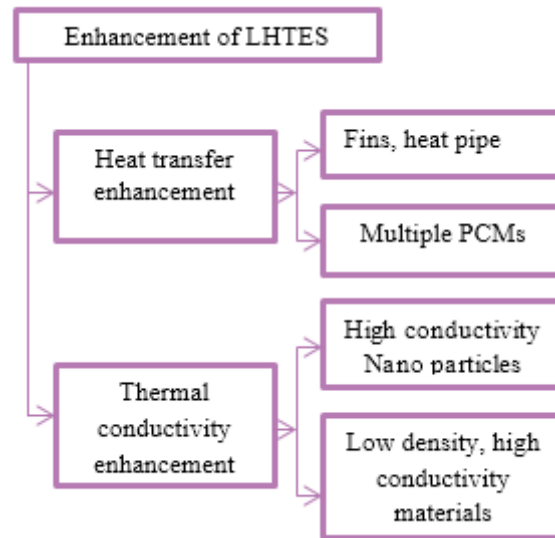 Enhancement of LHTES
Heat transfer
enhancement
Fins, heat pipe
Multiple PCMs
Thermal
conductivity
enhancement
High conductivity
Nano particles
Low density, high
conductivity
materials